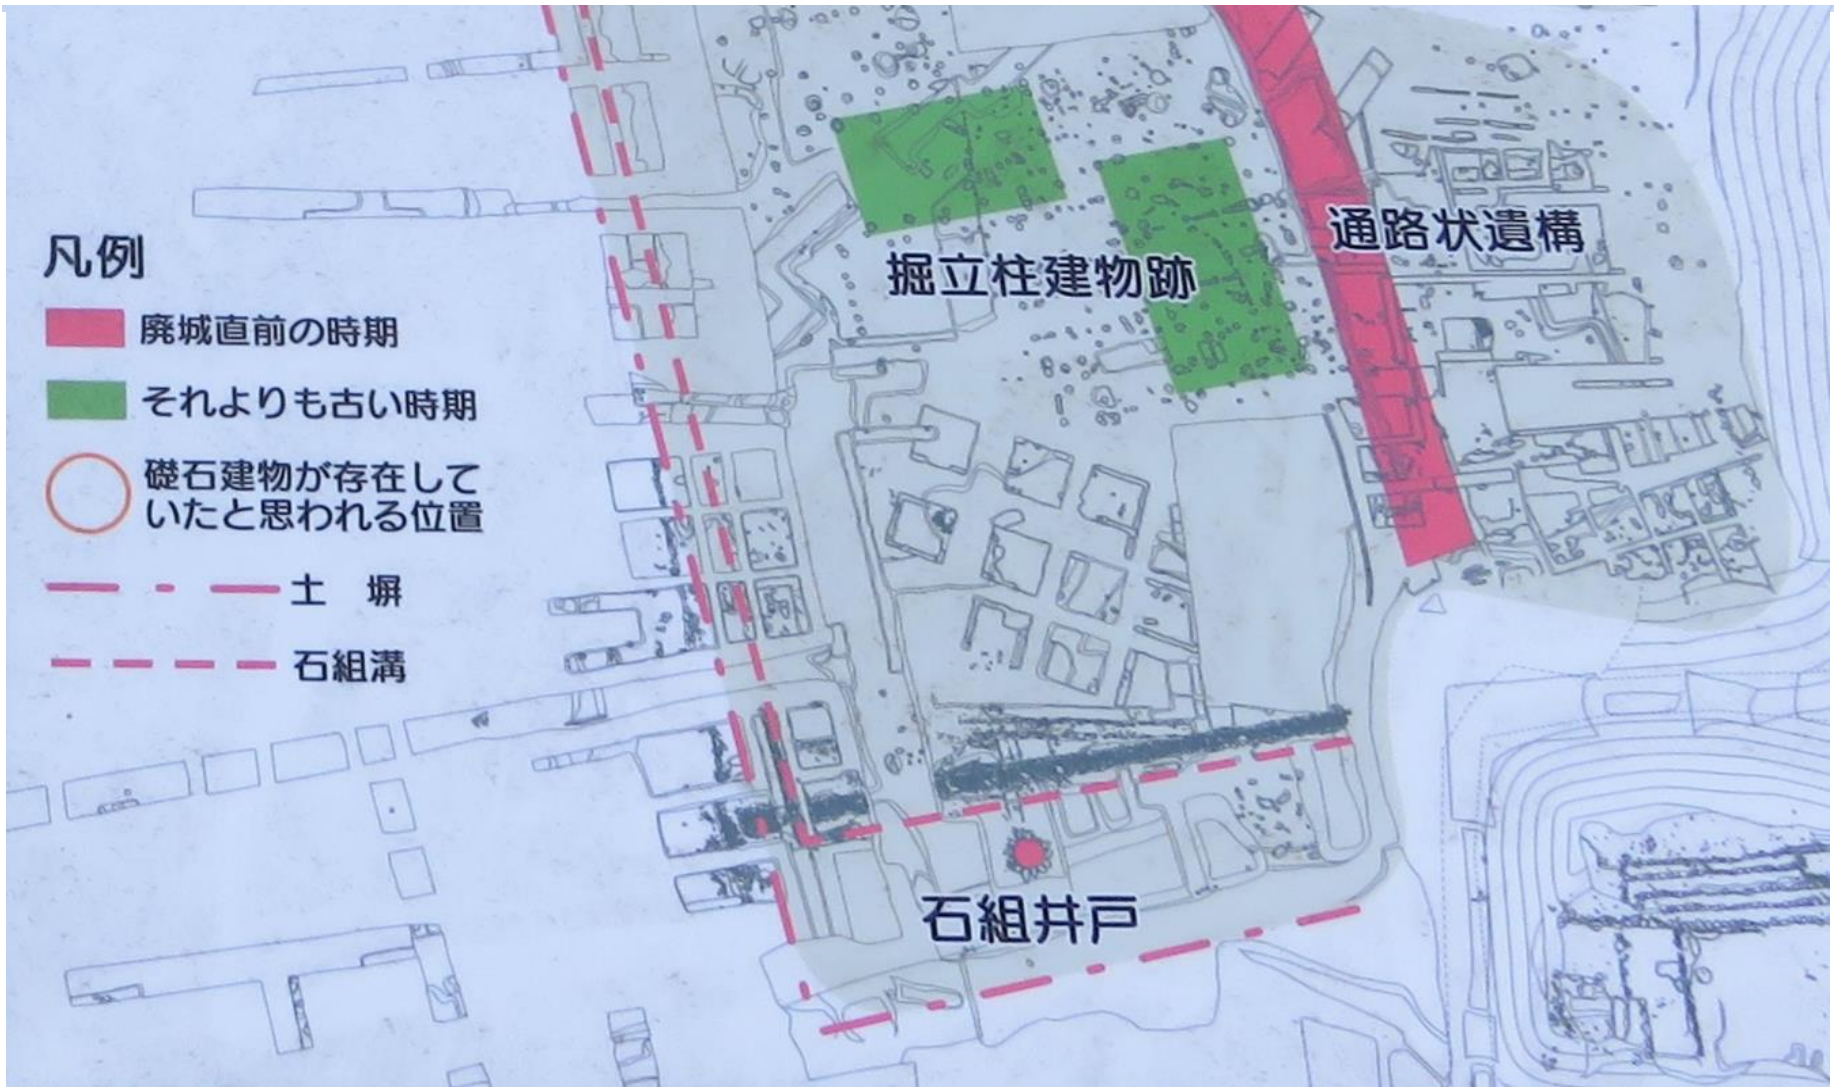 通路状遺構
掘立柱建物跡
凡例
廃城直前の時期
それよりも古い時期
礎石建物が存在して
いたと思われる位置
土 塀
石組溝
石組井戸